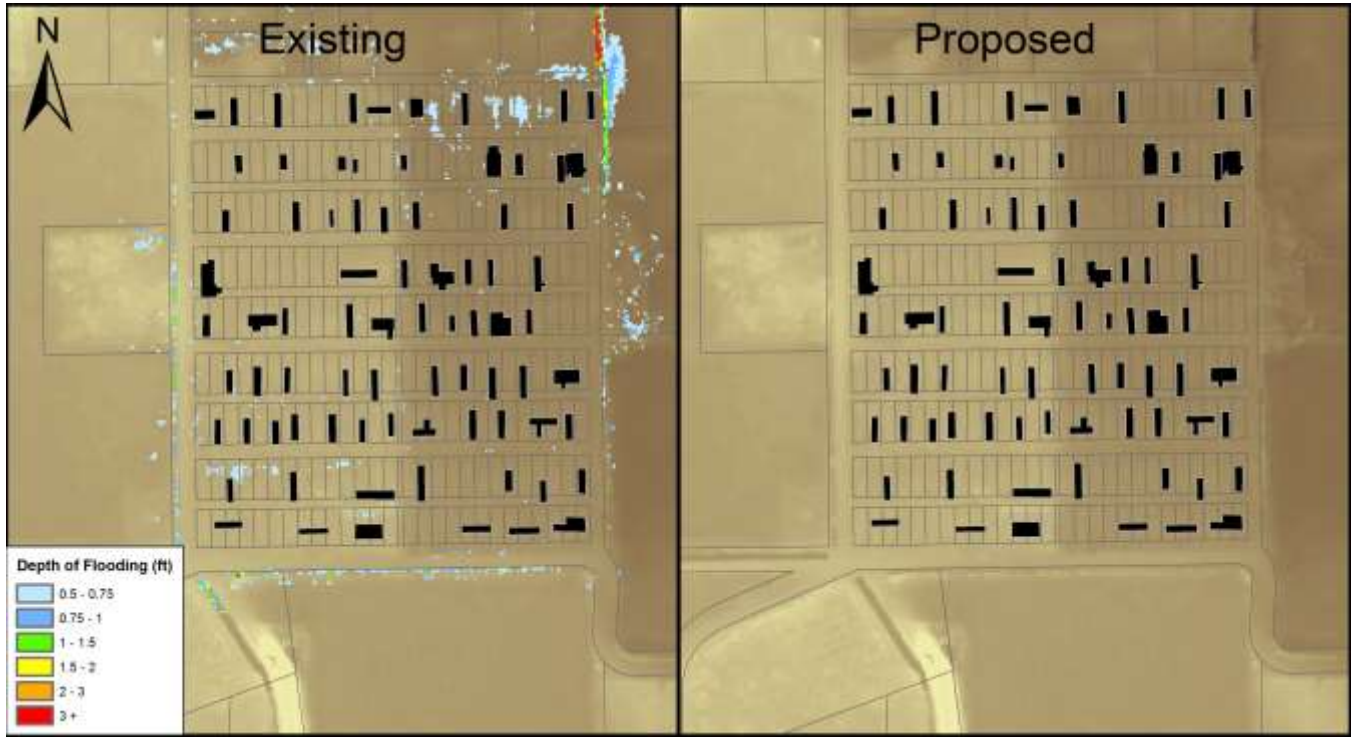 N
Existing
Proposed
Depth of Flooding (ft)
0.5 - 0.75
0.75 - 1
1 - 1.5
1.5 - 2
2 - 3
3 +